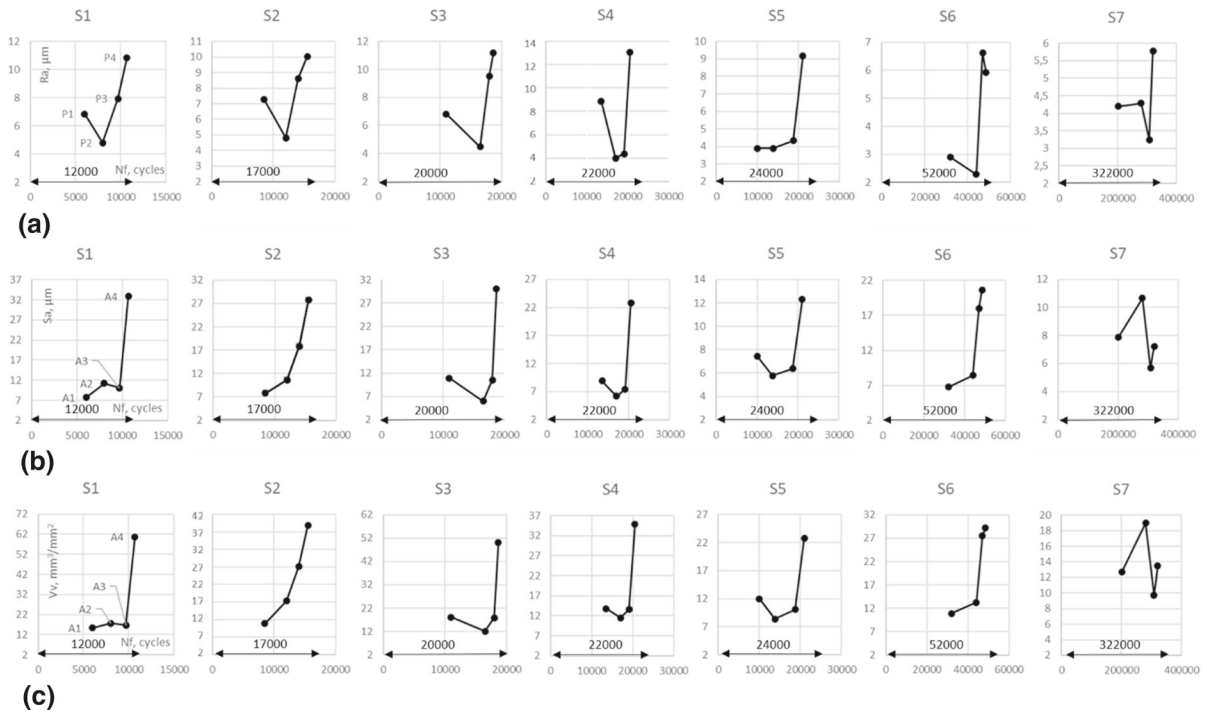 S1
Ra, μm
12
10
8
6
4
2
P1
P2
P3
P4
12000
Nf, cycles
0 5000 10000 15000
S2
11
10
9
8
7
6
5
4
3
2
17000
0 10000 20000
S3
12
10
8
6
4
2
20000
0 10000 20000
S4
14
12
10
8
6
4
2
22000
0 10000 20000 30000
S5
10
9
8
7
6
5
4
3
2
24000
0 10000 20000 30000
S6
7
6
5
4
3
2
52000
0 20000 40000 60000
S7
6
5,5
5
4,5
4
3,5
3
2,5
2
322000
0 200000 400000
(a)
S1
Sa, μm
37
32
27
22
17
12
7
2
A1
A2
A3
A4
12000
Nf, cycles
0 5000 10000 15000
S2
32
27
22
17
12
7
2
17000
0 10000 20000
S3
32
27
22
17
12
7
2
20000
0 10000 20000
S4
27
22
17
12
7
2
22000
0 10000 20000 30000
S5
14
12
10
8
6
4
2
24000
0 10000 20000 30000
S6
22
17
12
7
2
52000
0 20000 40000 60000
S7
12
10
8
6
4
2
322000
0 200000 400000
(b)
S1
Vv, mm³/mm²
72
62
52
42
32
22
12
2
A1
A2
A3
A4
12000
Nf, cycles
0 5000 10000 15000
S2
42
37
32
27
22
17
12
7
2
17000
0 10000 20000
S3
62
42
22
2
20000
0 10000 20000
S4
37
32
27
22
17
12
7
2
22000
0 10000 20000 30000
S5
27
22
17
12
7
2
24000
0 10000 20000 30000
S6
32
27
22
17
12
7
2
52000
0 20000 40000 60000
S7
20
18
16
14
12
10
8
6
4
2
322000
0 200000 400000
(c)